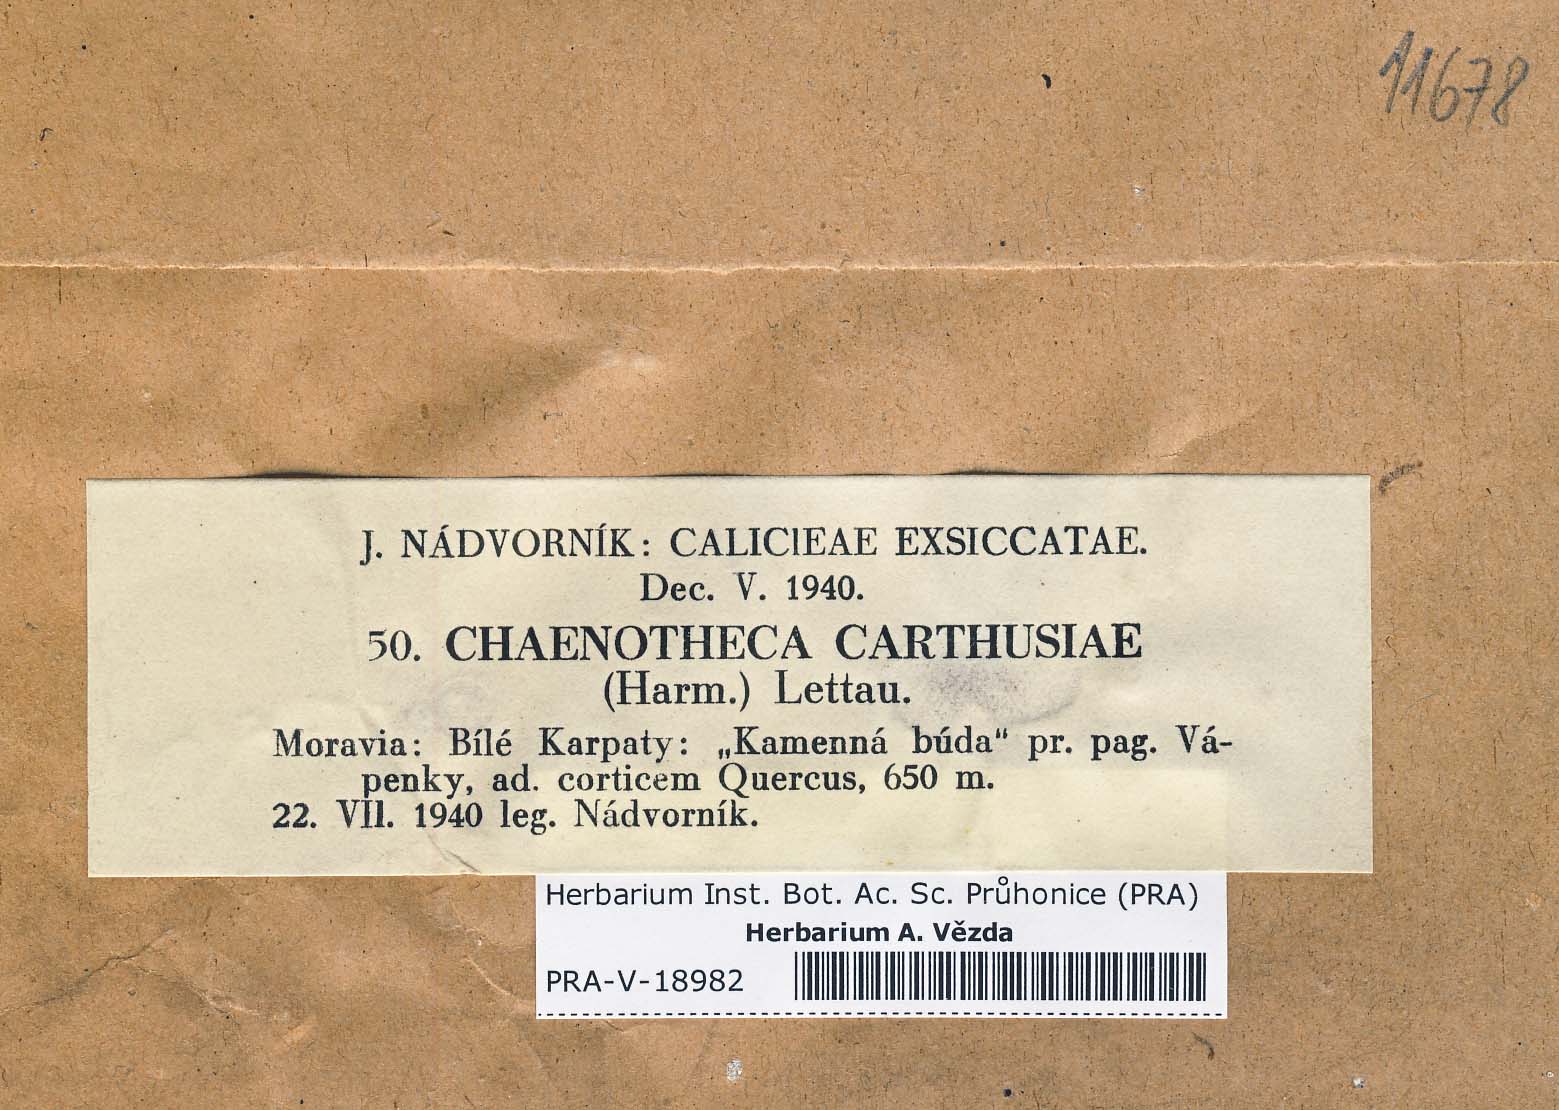 11678
J. NÁDVORNÍK: CALICIEAE EXSICCATAE.
Dec. V. 1940.
50. CHAENOTHECA CARTHUSIAE
(Harm.) Lettau.
Moravia: Bílé Karpaty: „Kamenná búda“ pr. pag. Vá-
penky, ad. corticem Quercus, 650 m.
22. VII. 1940 leg. Nádvorník.
Herbarium Inst. Bot. Ac. Sc. Průhonice (PRA)
Herbarium A. Vězda
PRA-V-18982